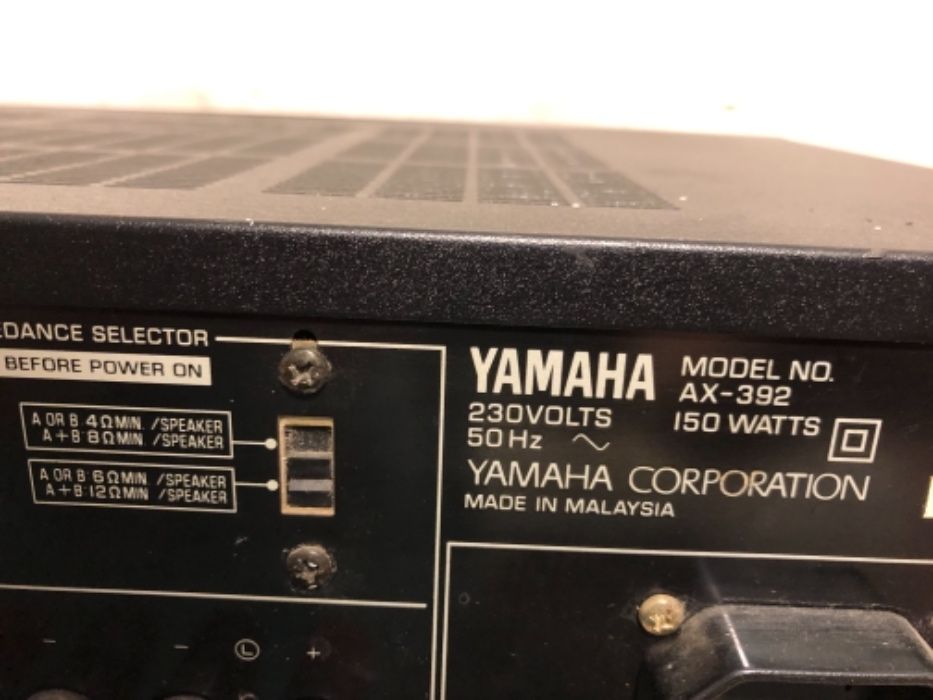 EDANCE SELECTOR
BEFORE POWER ON
A OR B: 4ΩMIN. /SPEAKER
A + B: 8ΩMIN. /SPEAKER
A OR B: 6ΩMIN. /SPEAKER
A + B: 12ΩMIN. /SPEAKER
YAMAHA
MODEL NO.
AX-392
230VOLTS
150 WATTS
50Hz ~
YAMAHA CORPORATION
MADE IN MALAYSIA
- - Ⓛ +